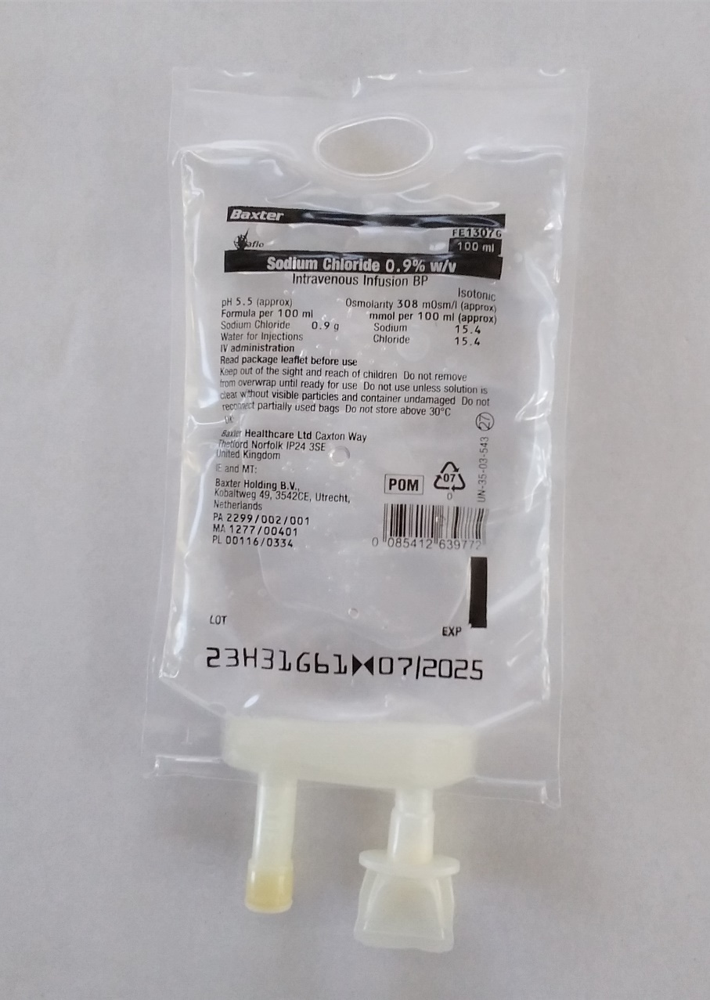 Baxter
FE1307G
aflo
100 ml
Sodium Chloride 0.9% w/v
Intravenous Infusion BP
Isotonic
pH 5.5 (approx) Osmolarity 308 mOsm/l (approx)
Formula per 100 ml mmol per 100 ml (approx)
Sodium Chloride 0.9 g Sodium 15.4
Water for Injections Chloride 15.4
IV administration
Read package leaflet before use
Keep out of the sight and reach of children Do not remove
from overwrap until ready for use Do not use unless solution is
clear without visible particles and container undamaged Do not
reconnect partially used bags Do not store above 30°C
27
UN-35-03-543
Baxter Healthcare Ltd Caxton Way
Thetford Norfolk IP24 3SE
United Kingdom
IE and MT:
Baxter Holding B.V.,
Kobaltweg 49, 3542CE, Utrecht,
Netherlands
PA 2299/002/001
MA 1277/00401
PL 00116/0334
POM
07
0
0 085412 639772
LOT
EXP
23H31G61 07/2025